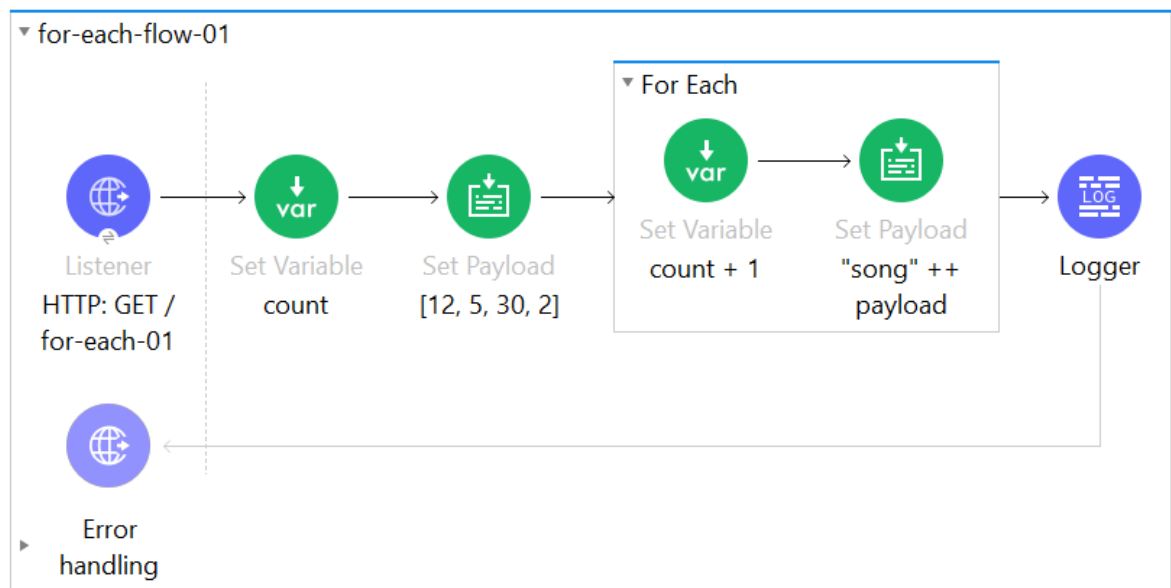 for-each-flow-01
For Each
var
var
LOG
Set Variable
Set Payload
Listener
Set Variable
Set Payload
count + 1
"song" ++
payload
Logger
HTTP: GET /
for-each-01
count
[12, 5, 30, 2]
Error
handling